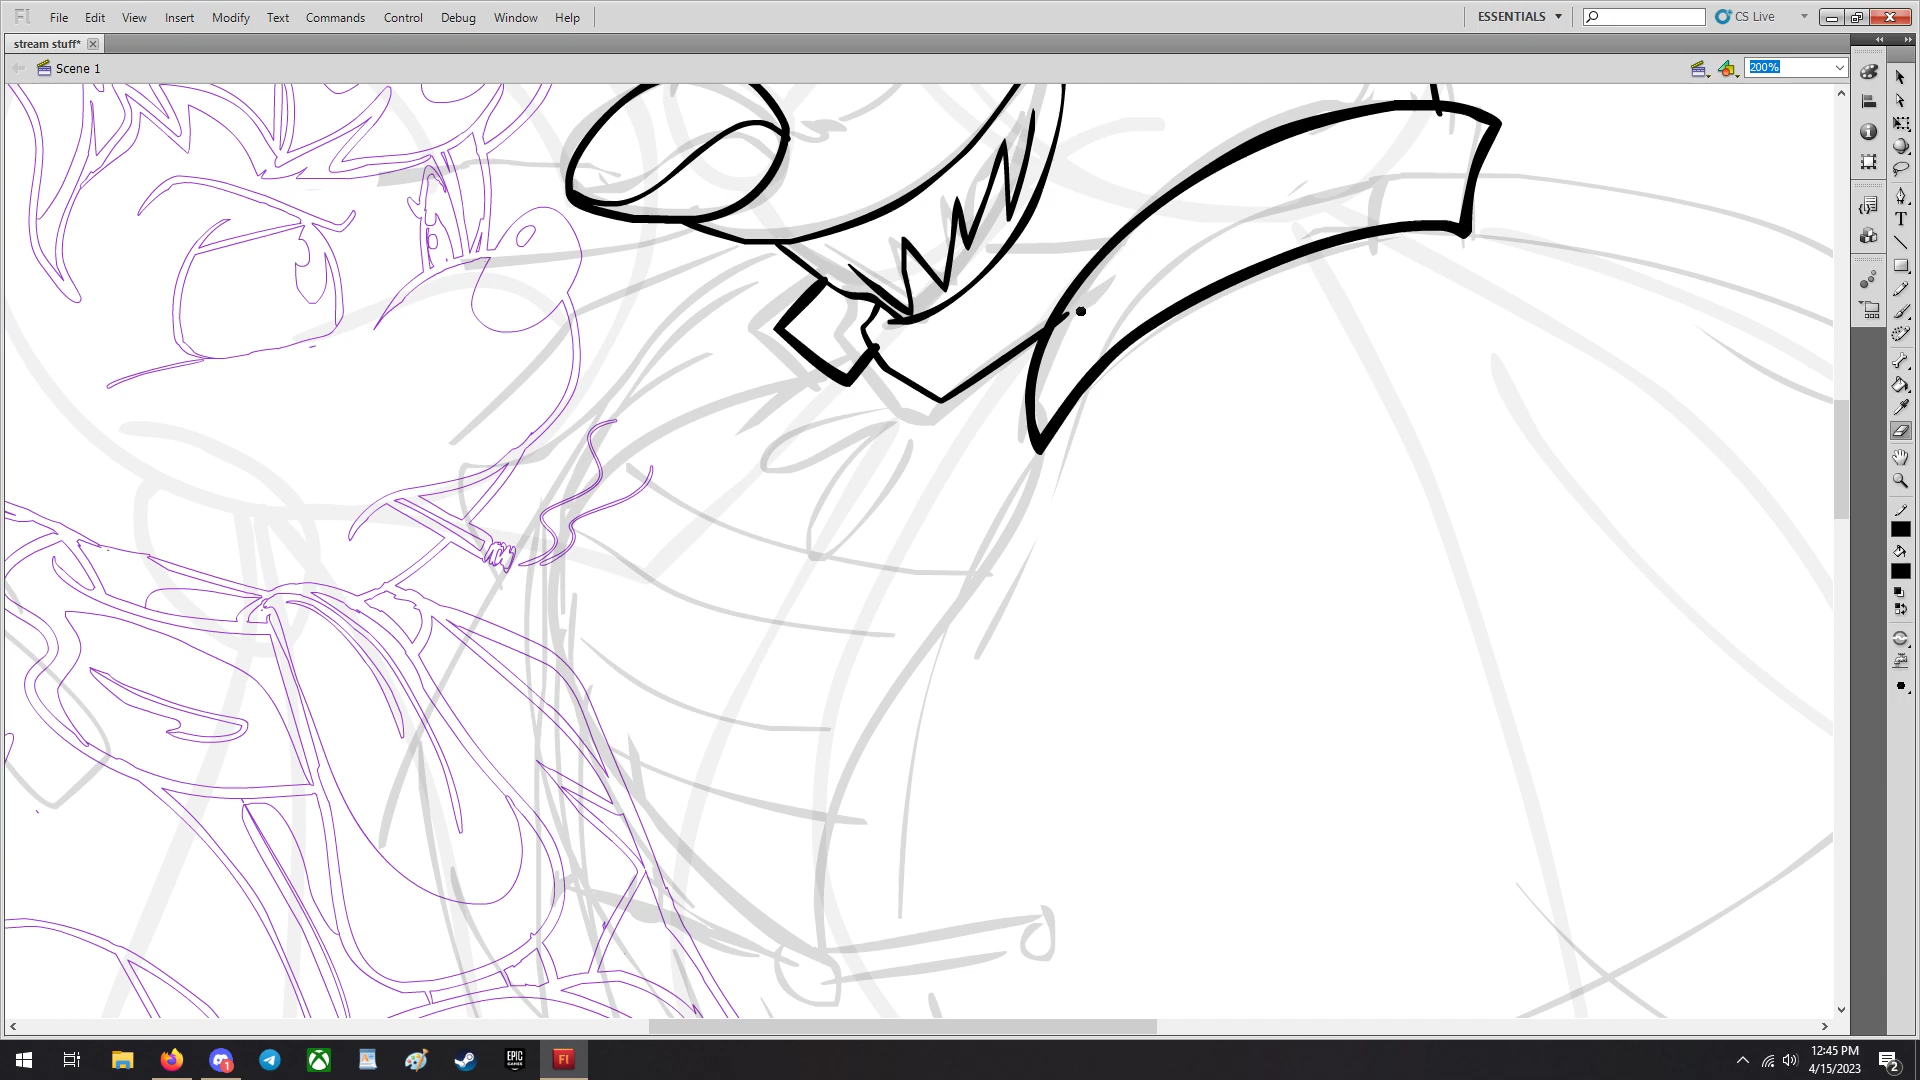 Fl File Edit View Insert Modify Text Commands Control Debug Window Help ESSENTIALS CS Live
stream stuff*
Scene 1 200%
T
EPIC GAMES Fl 12:45 PM
4/15/2023
1
2